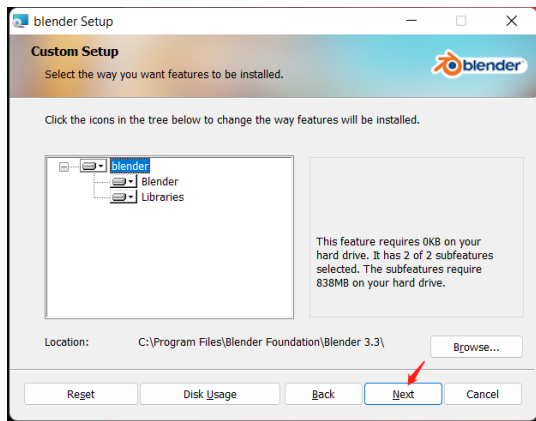 blender Setup
Custom Setup
Select the way you want features to be installed.
blender
Click the icons in the tree below to change the way features will be installed.
blender
Blender
Libraries
This feature requires 0KB on your
hard drive. It has 2 of 2 subfeatures
selected. The subfeatures require
838MB on your hard drive.
Location: C:\Program Files\Blender Foundation\Blender 3.3\
Browse...
Reset Disk Usage Back Next Cancel